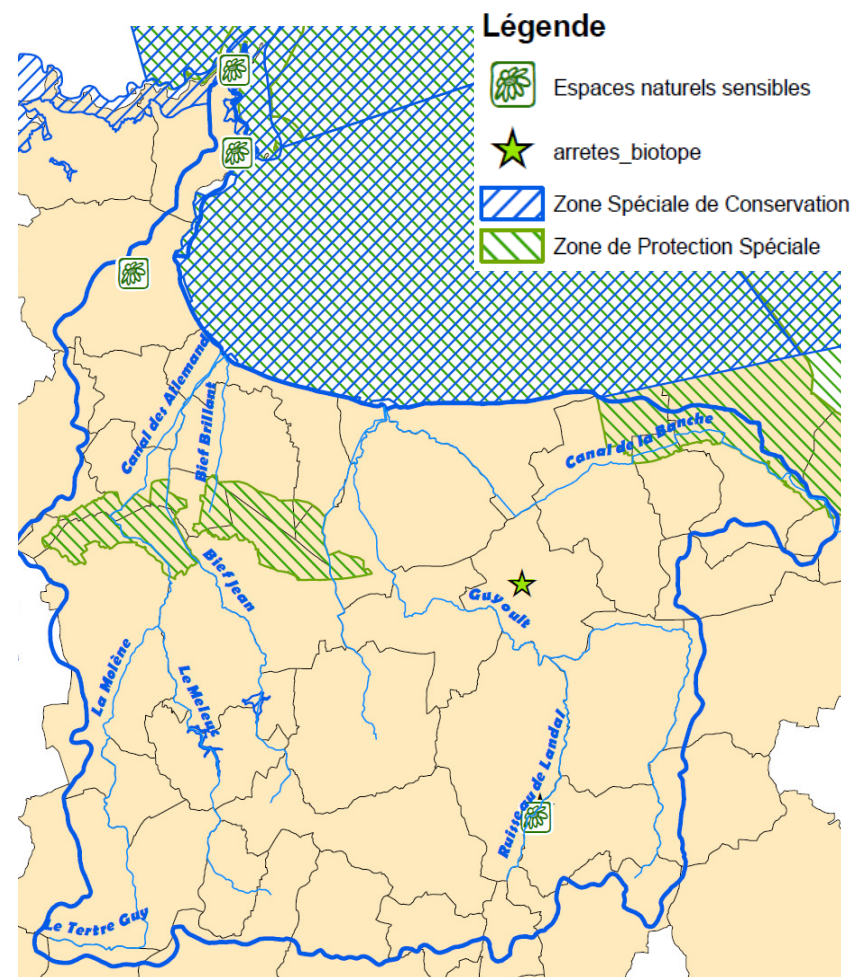 Légende
Espaces naturels sensibles
arretes_biotope
Zone Spéciale de Conservation
Zone de Protection Spéciale
Canal des Allemands
Bief Brillant
Canal de la Banche
Bief Jean
Guyoult
La Molène
Le Meleuc
Ruisseau de Landal
Le Tertre Guy